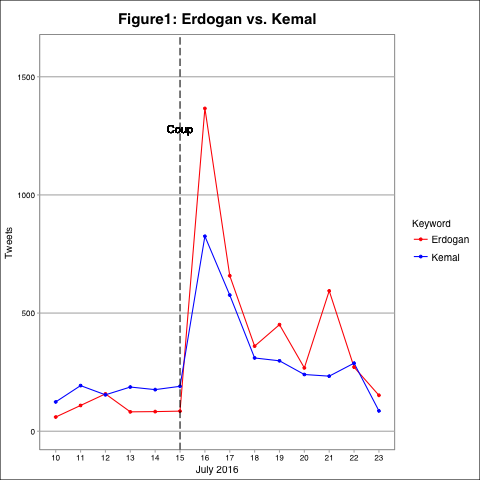 Figure1: Erdogan vs. Kemal
1500
Coup
1000
Tweets
500
0
Keyword
Erdogan
Kemal
10 11 12 13 14 15 16 17 18 19 20 21 22 23
July 2016